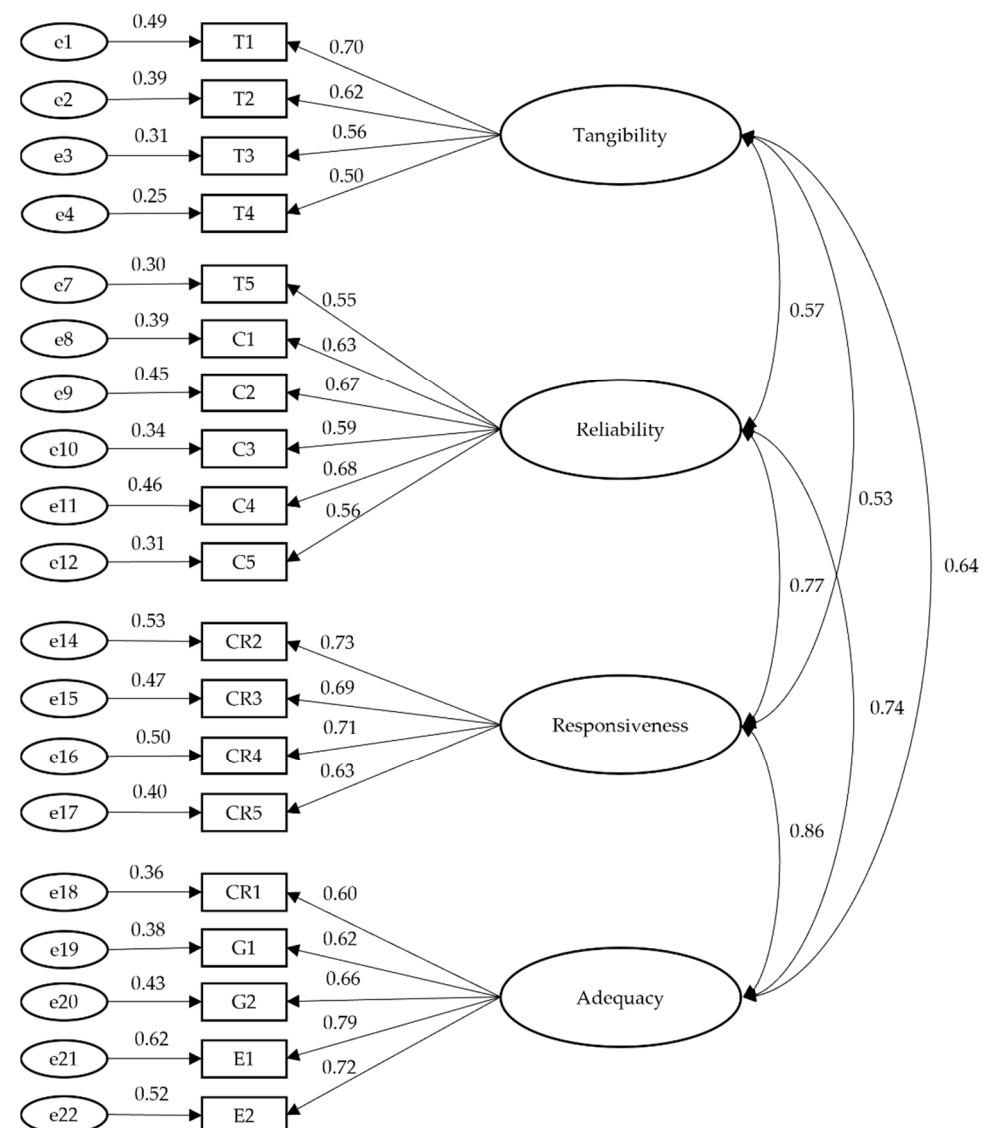 e1 0.49 T1 0.70
e2 0.39 T2 0.62
e3 0.31 T3 0.56
e4 0.25 T4 0.50
Tangibility
e7 0.30 T5 0.55
e8 0.39 C1 0.63
e9 0.45 C2 0.67
e10 0.34 C3 0.59
e11 0.46 C4 0.68
e12 0.31 C5 0.56
Reliability
e14 0.53 CR2 0.73
e15 0.47 CR3 0.69
e16 0.50 CR4 0.71
e17 0.40 CR5 0.63
Responsiveness
e18 0.36 CR1 0.60
e19 0.38 G1 0.62
e20 0.43 G2 0.66
e21 0.62 E1 0.79
e22 0.52 E2 0.72
Adequacy
0.57
0.53
0.64
0.77
0.74
0.86